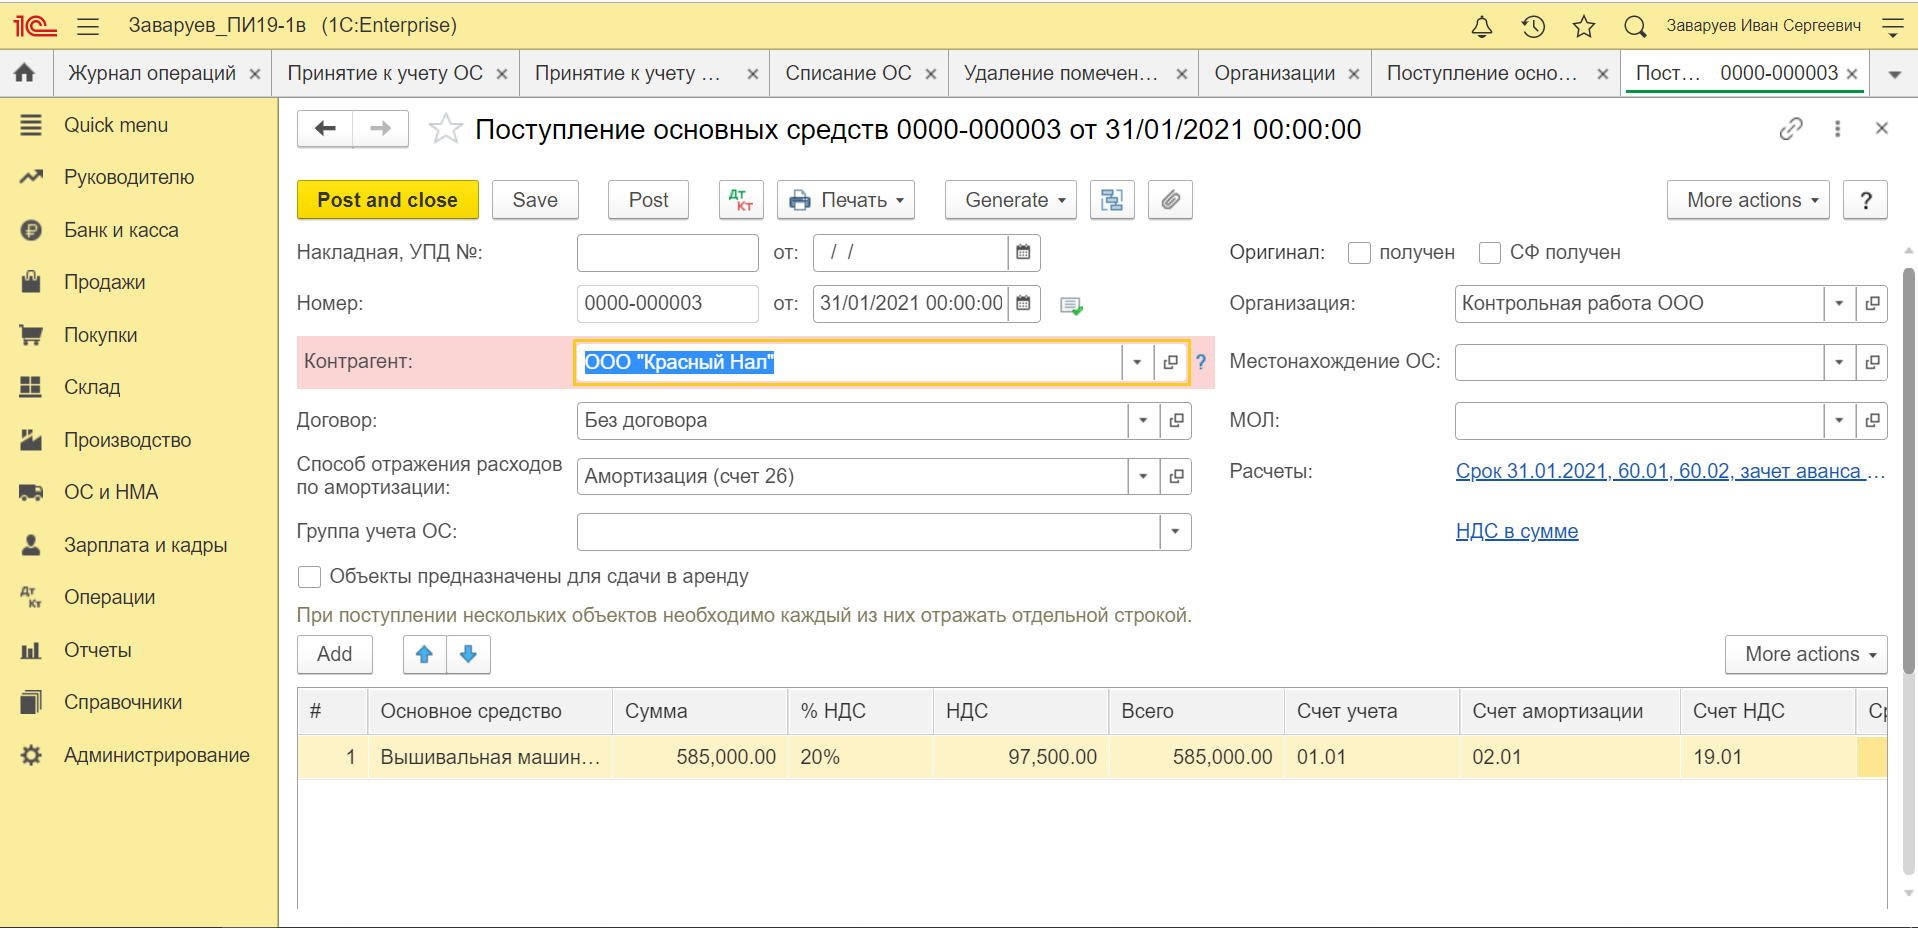 1С Заваруев_ПИ19-1в (1C:Enterprise) Заваруев Иван Сергеевич
Журнал операций × Принятие к учету ОС × Принятие к учету ... × Списание ОС × Удаление помечен... × Организации × Поступление осно... × Пост... 0000-000003 ×
Quick menu
Руководителю
Банк и касса
Продажи
Покупки
Склад
Производство
ОС и НМА
Зарплата и кадры
Операции
Отчеты
Справочники
Администрирование
Поступление основных средств 0000-000003 от 31/01/2021 00:00:00
Post and close Save Post Дт Кт Печать Generate More actions ?
Накладная, УПД №: от: / / Оригинал: получен СФ получен
Номер: 0000-000003 от: 31/01/2021 00:00:00 Организация: Контрольная работа ООО
Контрагент: ООО "Красный Нал" ? Местонахождение ОС:
Договор: Без договора МОЛ:
Способ отражения расходов
по амортизации: Амортизация (счет 26) Расчеты: Срок 31.01.2021, 60.01, 60.02, зачет аванса ...
Группа учета ОС: НДС в сумме
Объекты предназначены для сдачи в аренду
При поступлении нескольких объектов необходимо каждый из них отражать отдельной строкой.
Add More actions
# Основное средство Сумма % НДС НДС Всего Счет учета Счет амортизации Счет НДС Ср
1 Вышивальная машин... 585,000.00 20% 97,500.00 585,000.00 01.01 02.01 19.01